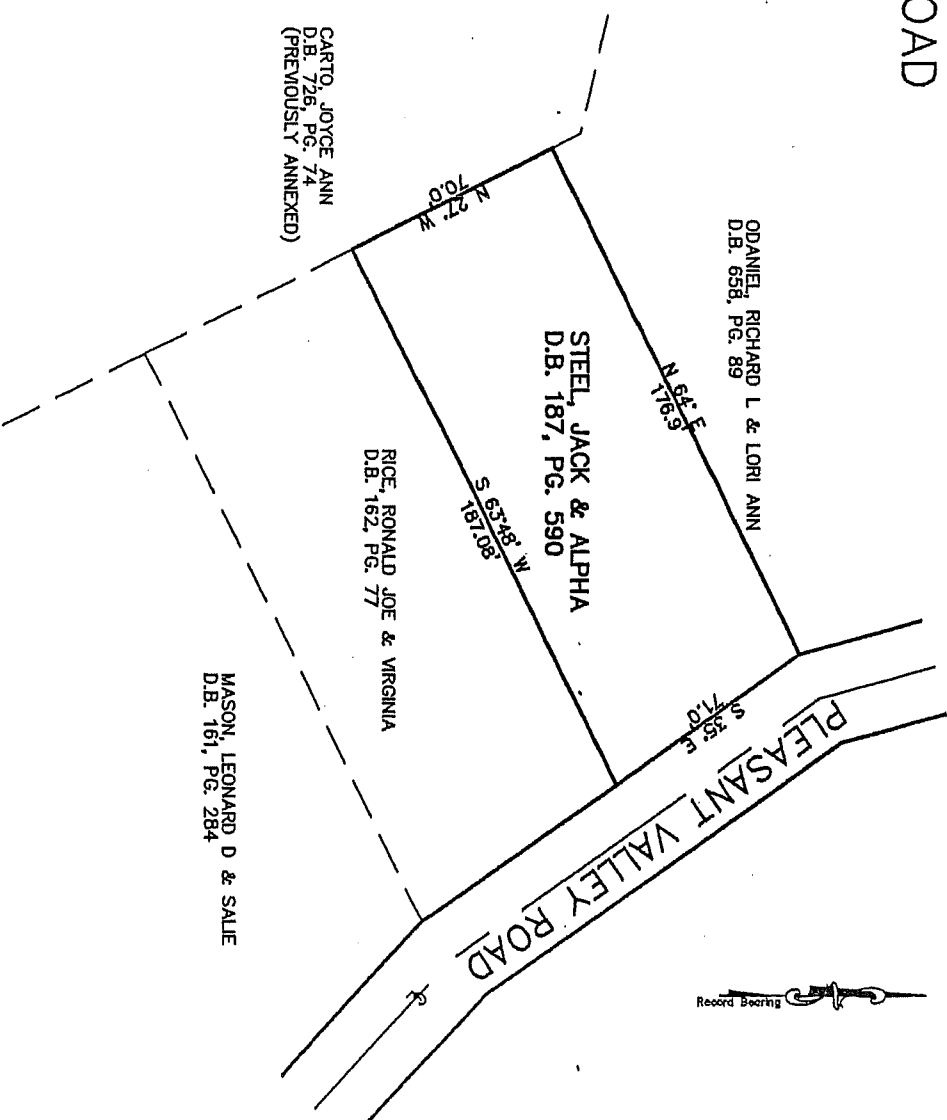 OAD
CARTO, JOYCE ANN
D.B. 726, PG. 74
(PREVIOUSLY ANNEXED)
N 27° W
70.0'
ODANIEL, RICHARD L & LORI ANN
D.B. 658, PG. 89
N 64° E
176.9'
STEEL, JACK & ALPHA
D.B. 187, PG. 590
S 63°48' W
187.08'
RICE, RONALD JOE & VIRGINIA
D.B. 162, PG. 77
S 35° E
71.0'
MASON, LEONARD D & SALIE
D.B. 161, PG. 284
PLEASANT VALLEY ROAD
Record Bearing